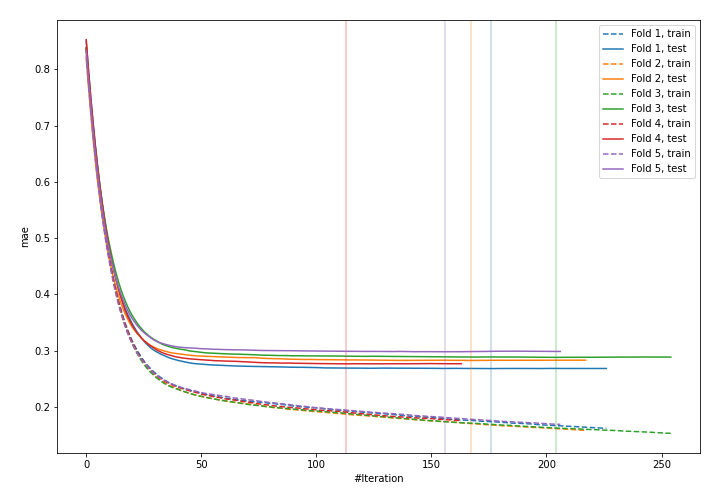 Fold 1, train
Fold 1, test
Fold 2, train
Fold 2, test
Fold 3, train
Fold 3, test
Fold 4, train
Fold 4, test
Fold 5, train
Fold 5, test
0.8
0.7
0.6
0.5
0.4
0.3
0.2
mae
0 50 100 150 200 250
#Iteration